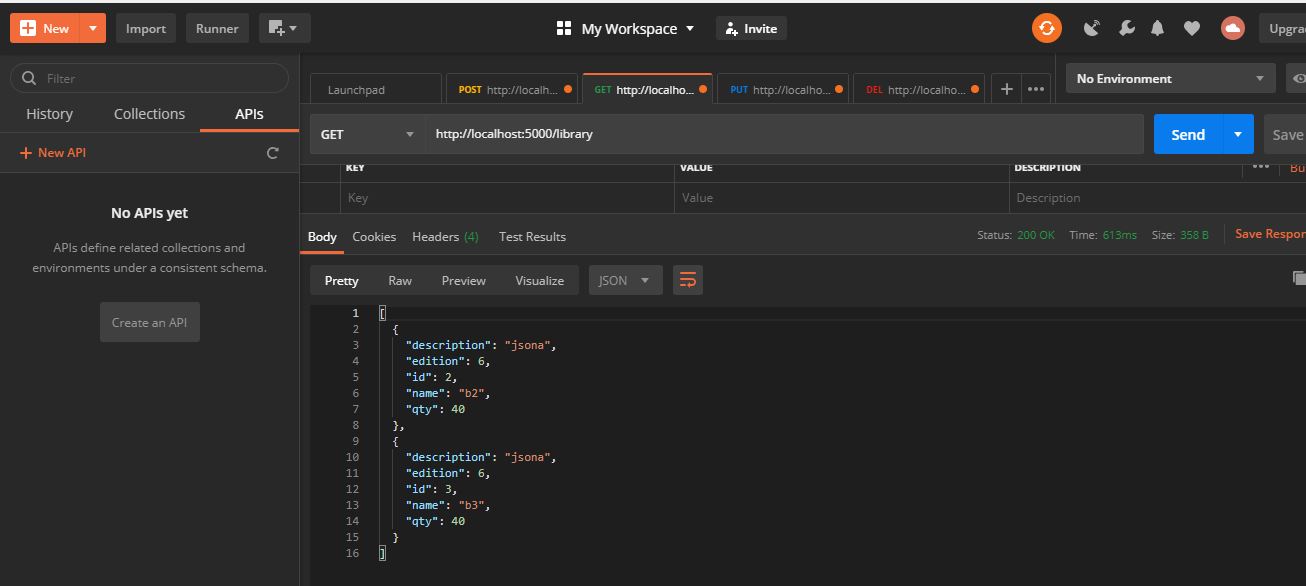 New Import Runner My Workspace Invite Upgra
Filter
Launchpad POST http://localh... GET http://localho... PUT http://localho... DEL http://localho... + ••• No Environment
History Collections APIs
GET http://localhost:5000/library Send Save
+ New API
KEY VALUE DESCRIPTION ••• Bu
Key Value Description
No APIs yet
APIs define related collections and
environments under a consistent schema.
Create an API
Body Cookies Headers (4) Test Results Status: 200 OK Time: 613ms Size: 358 B Save Respon
Pretty Raw Preview Visualize JSON
1 [
2 {
3 "description": "jsona",
4 "edition": 6,
5 "id": 2,
6 "name": "b2",
7 "qty": 40
8 },
9 {
10 "description": "jsona",
11 "edition": 6,
12 "id": 3,
13 "name": "b3",
14 "qty": 40
15 }
16 ]